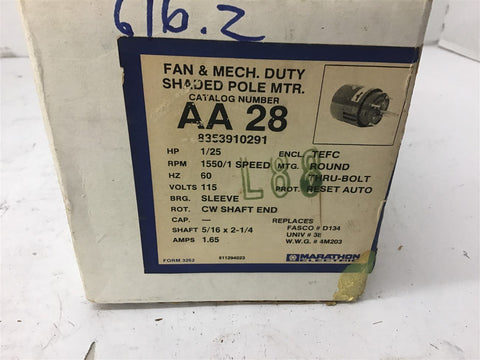 616.2
FAN & MECH. DUTY
SHADED POLE MTR.
CATALOG NUMBER
AA 28
8353910291
HP 1/25 ENCL. TEFC
RPM 1550/1 SPEED MTG. ROUND
HZ 60 THRU-BOLT
VOLTS 115 PROT. RESET AUTO
L88
BRG. SLEEVE
ROT. CW SHAFT END
CAP. —
SHAFT 5/16 x 2-1/4
AMPS 1.65
REPLACES
FASCO # D134
UNIV # 38
W.W.G. # 4M203
FORM 3262 511294023
MARATHON
ELECTRIC